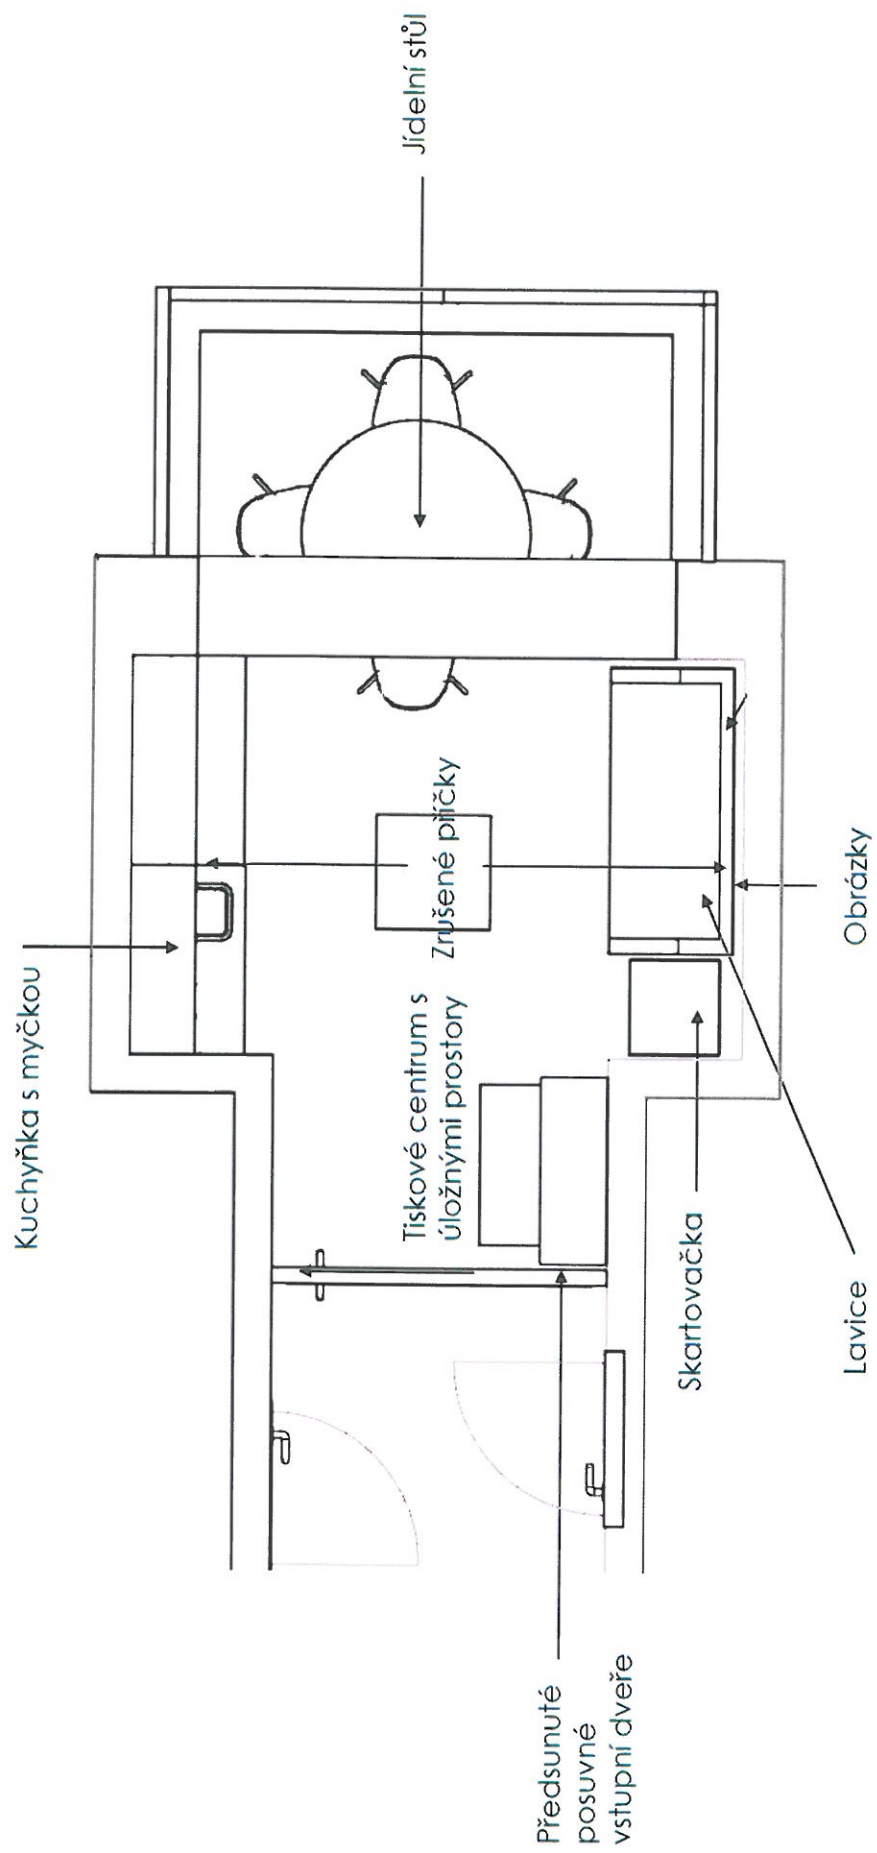 Kuchyňka s myčkou
Jídelní stůl
Tiskové centrum s
úložnými prostory
Zrušené příčky
Předsunuté
posuvné
vstupní dveře
Skartovačka
Lavice
Obrázky